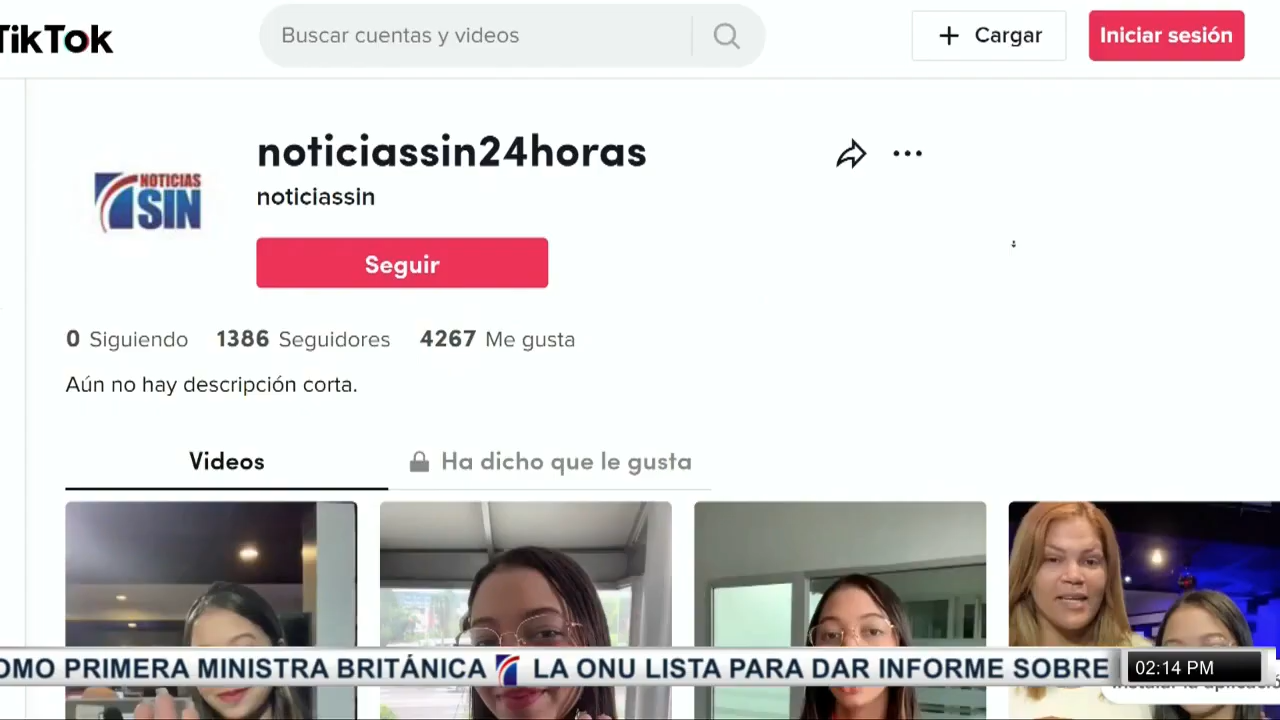 TikTok
Buscar cuentas y videos
+ Cargar
Iniciar sesión
noticiassin24horas
noticiassin
NOTICIAS
SIN
Seguir
0 Siguiendo 1386 Seguidores 4267 Me gusta
Aún no hay descripción corta.
Videos
Ha dicho que le gusta
OMO PRIMERA MINISTRA BRITÁNICA LA ONU LISTA PARA DAR INFORME SOBRE
02:14 PM